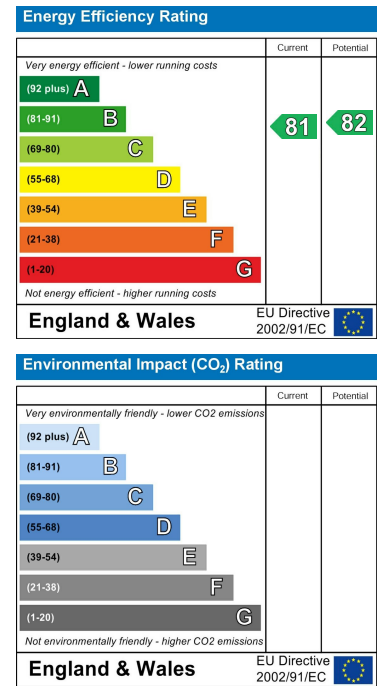 Energy Efficiency Rating
Current Potential
Very energy efficient - lower running costs
(92 plus) A
(81-91) B
81 82
(69-80) C
(55-68) D
(39-54) E
(21-38) F
(1-20) G
Not energy efficient - higher running costs
England & Wales
EU Directive
2002/91/EC
Environmental Impact (CO₂) Rating
Current Potential
Very environmentally friendly - lower CO2 emissions
(92 plus) A
(81-91) B
(69-80) C
(55-68) D
(39-54) E
(21-38) F
(1-20) G
Not environmentally friendly - higher CO2 emissions
England & Wales
EU Directive
2002/91/EC